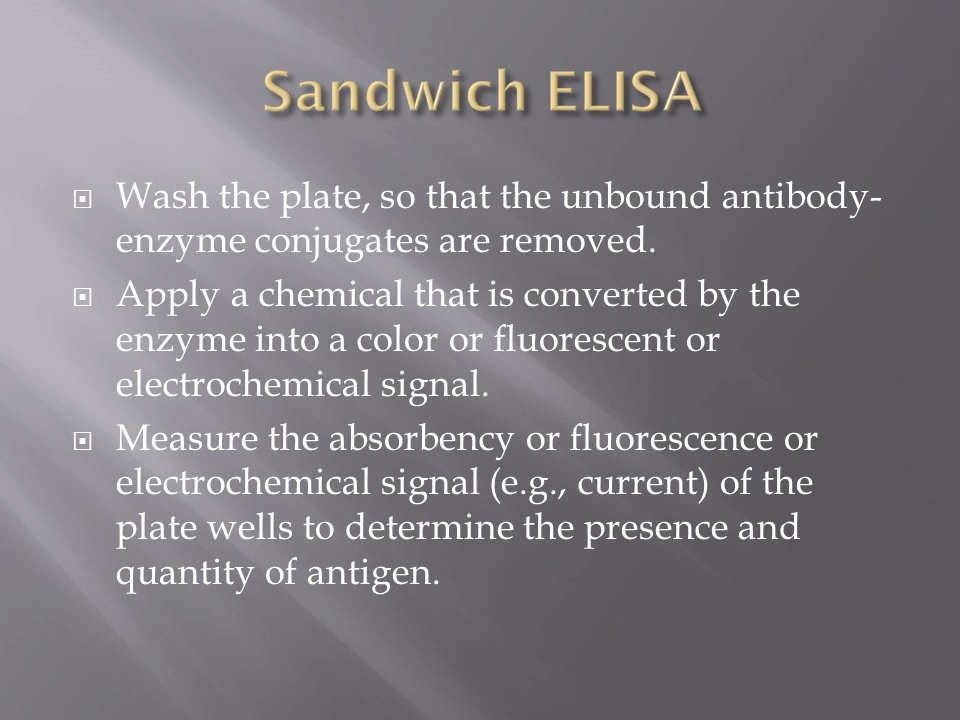 Sandwich ELISA
Wash the plate, so that the unbound antibody-
enzyme conjugates are removed.
Apply a chemical that is converted by the
enzyme into a color or fluorescent or
electrochemical signal.
Measure the absorbency or fluorescence or
electrochemical signal (e.g., current) of the
plate wells to determine the presence and
quantity of antigen.